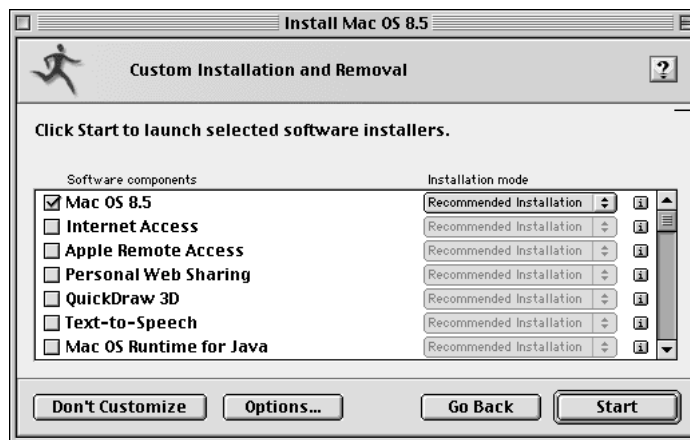 Install Mac OS 8.5
Custom Installation and Removal
?
Click Start to launch selected software installers.
Software components Installation mode
Mac OS 8.5 Recommended Installation i
Internet Access Recommended Installation i
Apple Remote Access Recommended Installation i
Personal Web Sharing Recommended Installation i
QuickDraw 3D Recommended Installation i
Text-to-Speech Recommended Installation i
Mac OS Runtime for Java Recommended Installation i
Don't Customize Options... Go Back Start